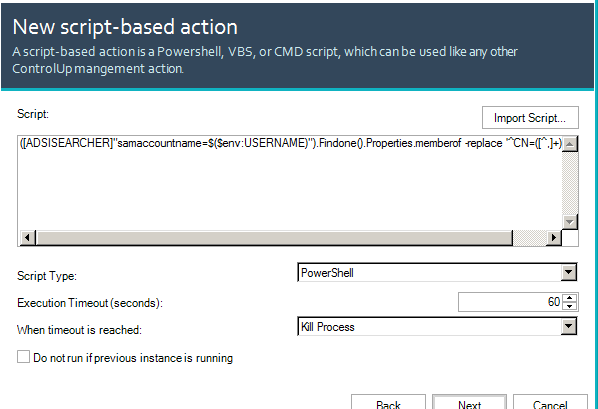 New script-based action
A script-based action is a Powershell, VBS, or CMD script, which can be used like any other
ControlUp mangement action.
Script:
Import Script...
([ADSISEARCHER]"samaccountname=$($env:USERNAME)").Findone().Properties.memberof -replace '^CN=([^,]+)
Script Type:
PowerShell
Execution Timeout (seconds):
60
When timeout is reached:
Kill Process
Do not run if previous instance is running
Back
Next
Cancel